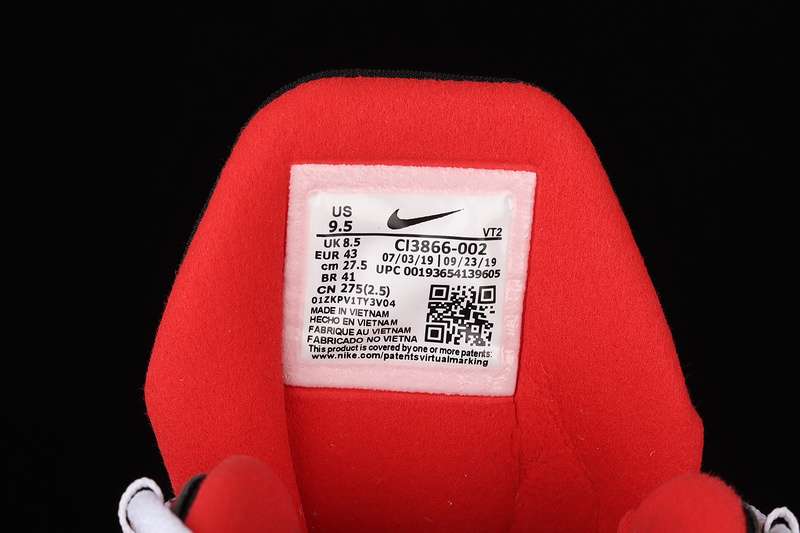 US
9.5
VT2
UK 8.5
EUR 43
cm 27.5
BR 41
CN 275(2.5)
CI3866-002
07/03/19 | 09/23/19
UPC 00193654139605
01ZKPV1TY3V04
MADE IN VIETNAM
HECHO EN VIETNAM
FABRIQUE AU VIETNAM
FABRICADO NO VIETNA
This product is covered by one or more patents:
www.nike.com/patentsvirtualmarking